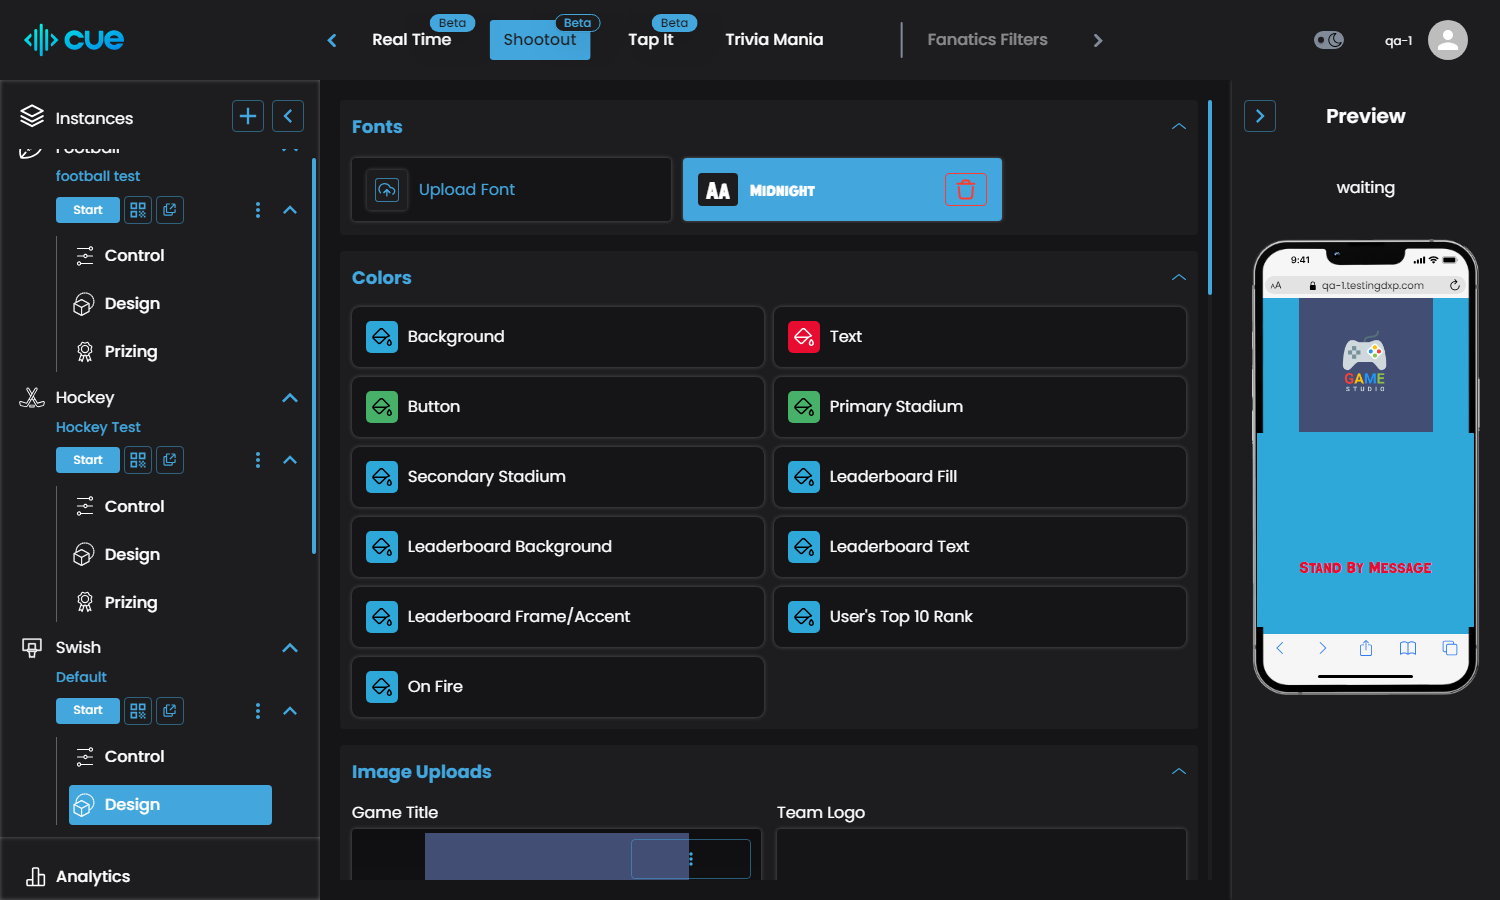 cue
Real Time
Beta
Shootout
Beta
Tap It
Beta
Trivia Mania
Fanatics Filters
qa-1
Instances
Football
football test
Start
Control
Design
Prizing
Hockey
Hockey Test
Start
Control
Design
Prizing
Swish
Default
Start
Control
Design
Analytics
Fonts
Upload Font
AA
Midnight
Colors
Background
Text
Button
Primary Stadium
Secondary Stadium
Leaderboard Fill
Leaderboard Background
Leaderboard Text
Leaderboard Frame/Accent
User's Top 10 Rank
On Fire
Image Uploads
Game Title
Team Logo
Preview
waiting
9:41
AA
qa-1.testingdxp.com
GAME
STUDIO
Stand By Message